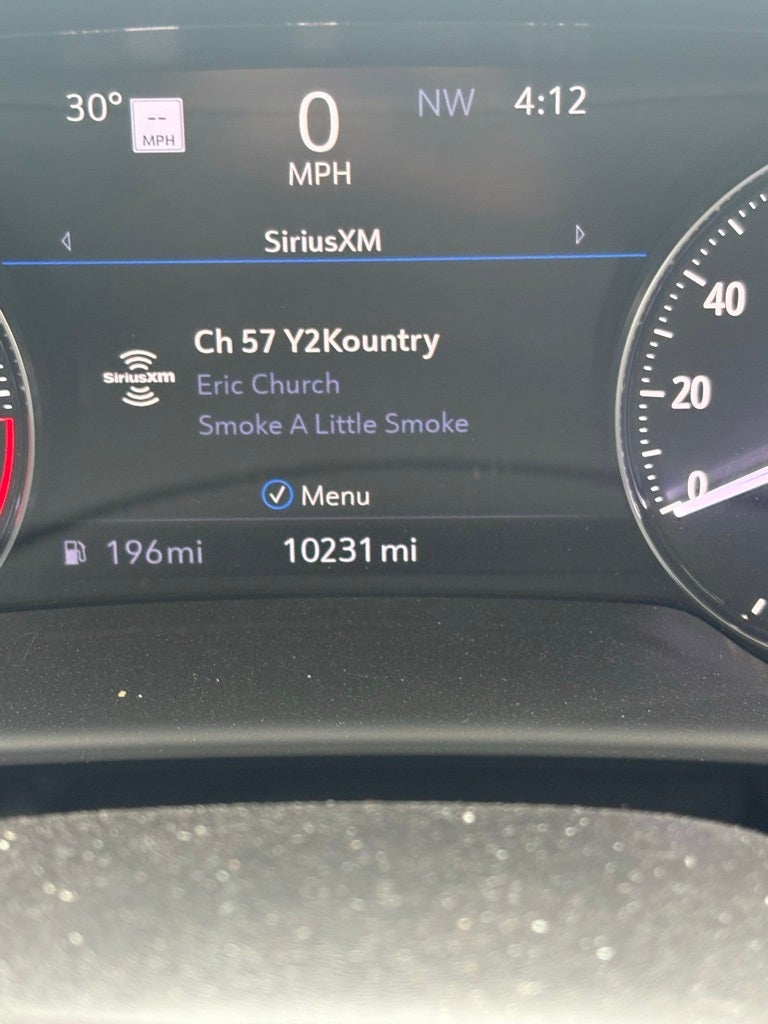 30° -- MPH 0 MPH NW 4:12
SiriusXM
Ch 57 Y2Kountry
SiriusXM
Eric Church
Smoke A Little Smoke
Menu
196mi 10231 mi
40
20
0